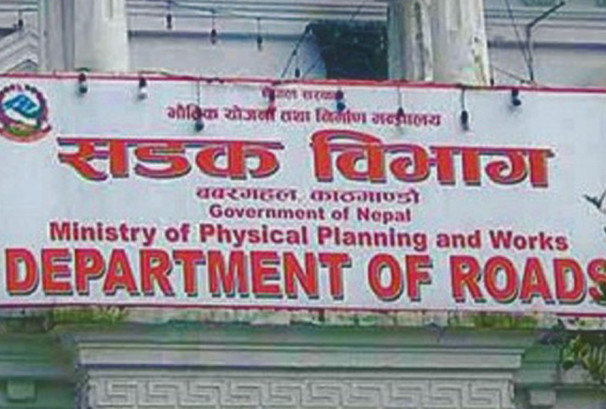 नेपाल सरकार
भौतिक योजना तथा निर्माण मन्त्रालय
सडक विभाग
बबरमहल, काठमाण्डौ
Government of Nepal
Ministry of Physical Planning and Works
DEPARTMENT OF ROADS